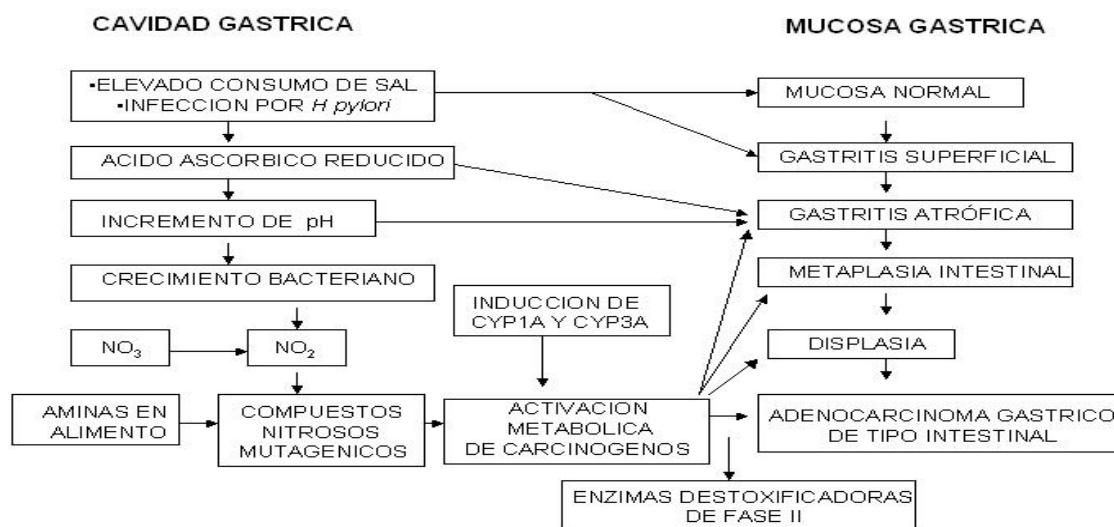 CAVIDAD GASTRICA
MUCOSA GASTRICA
▪ELEVADO CONSUMO DE SAL
▪INFECCION POR H pylori
MUCOSA NORMAL
ACIDO ASCORBICO REDUCIDO
GASTRITIS SUPERFICIAL
INCREMENTO DE pH
GASTRITIS ATRÓFICA
CRECIMIENTO BACTERIANO
METAPLASIA INTESTINAL
INDUCCION DE
CYP1A Y CYP3A
NO₃
NO₂
DISPLASIA
AMINAS EN
ALIMENTO
COMPUESTOS
NITROSOS
MUTAGENICOS
ACTIVACION
METABOLICA
DE CARCINOGENOS
ADENOCARCINOMA GASTRICO
DE TIPO INTESTINAL
ENZIMAS DESTOXIFICADORAS
DE FASE II